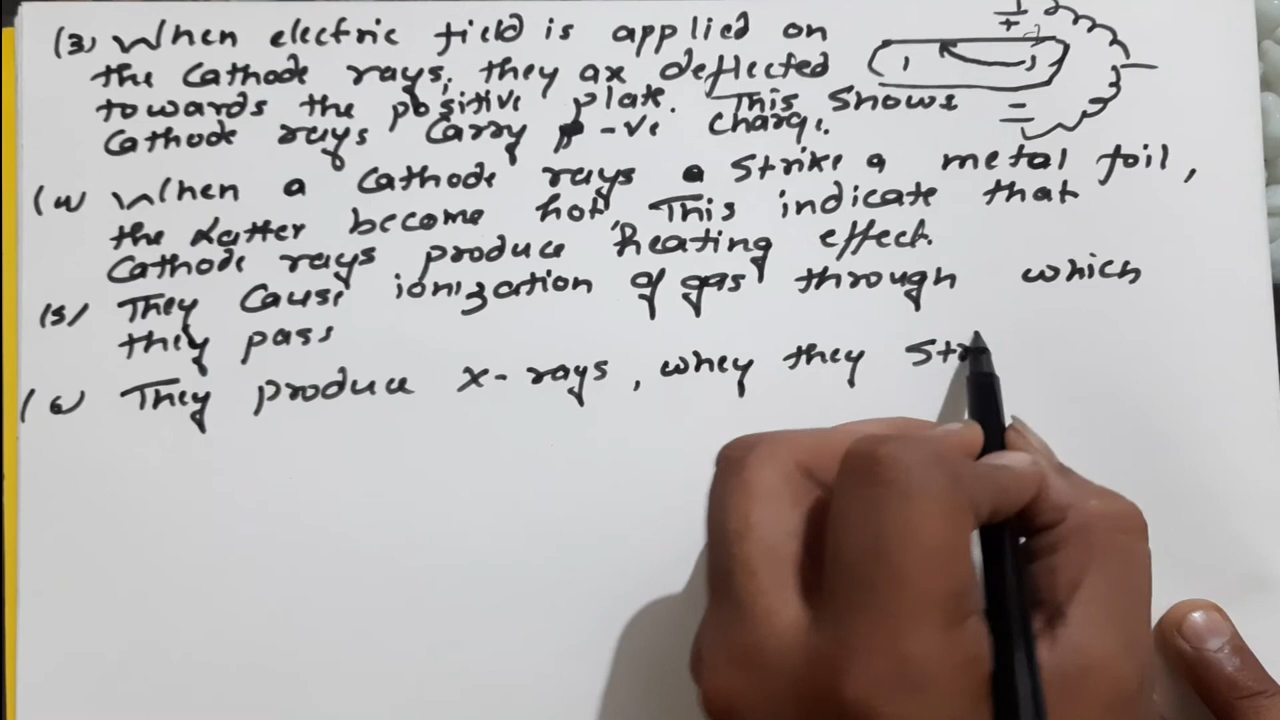 (3) When electric field is applied on
the Cathode rays, they ax deflected
towards the positive plate. This Shows
Cathode rays Carry -ve Charge.
(4) When a Cathode rays a Strike a metal foil,
the Latter become hot. This indicate that
Cathode rays produce heating effect.
(5) They Cause ionization of gas through which
they pass
(6) They produce x-rays, whey they Str